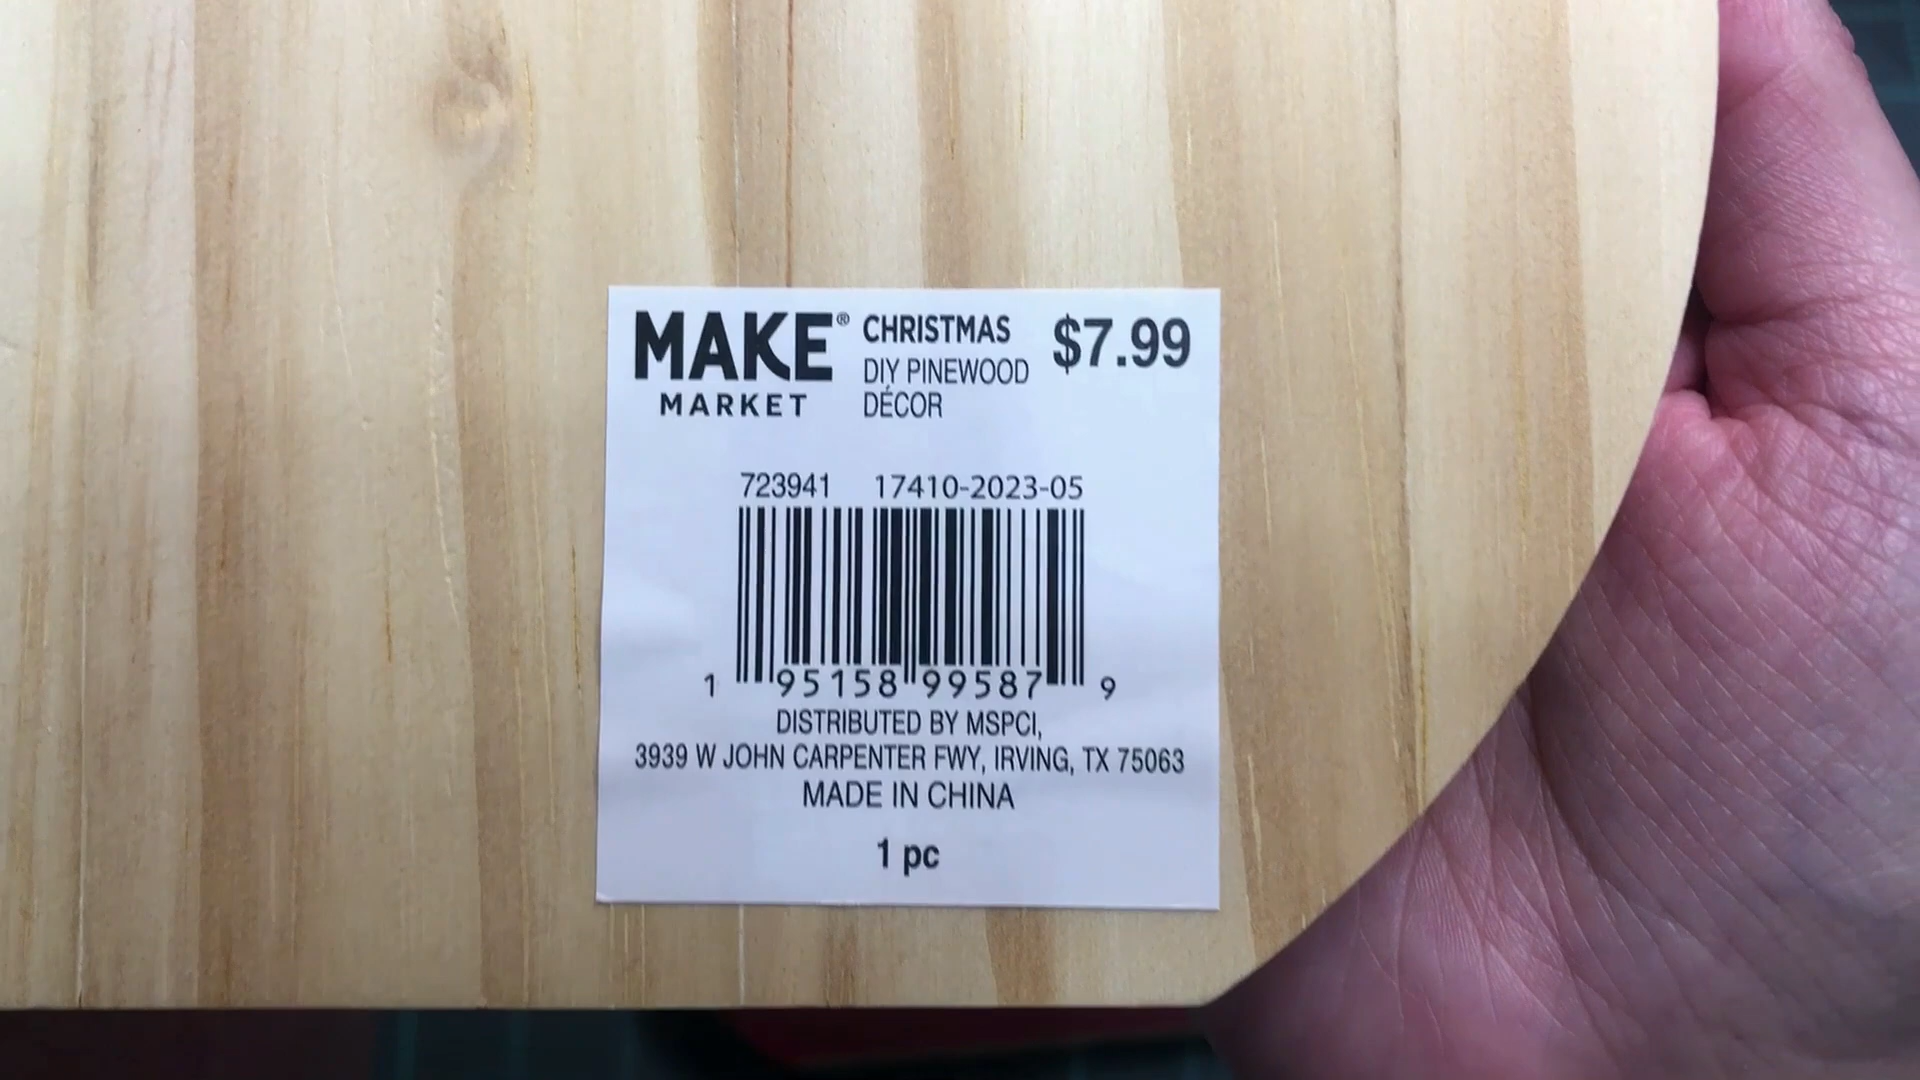 MAKE® CHRISTMAS $7.99
DIY PINEWOOD
MARKET DÉCOR
723941 17410-2023-05
1 95158 99587 9
DISTRIBUTED BY MSPCI,
3939 W JOHN CARPENTER FWY, IRVING, TX 75063
MADE IN CHINA
1 pc